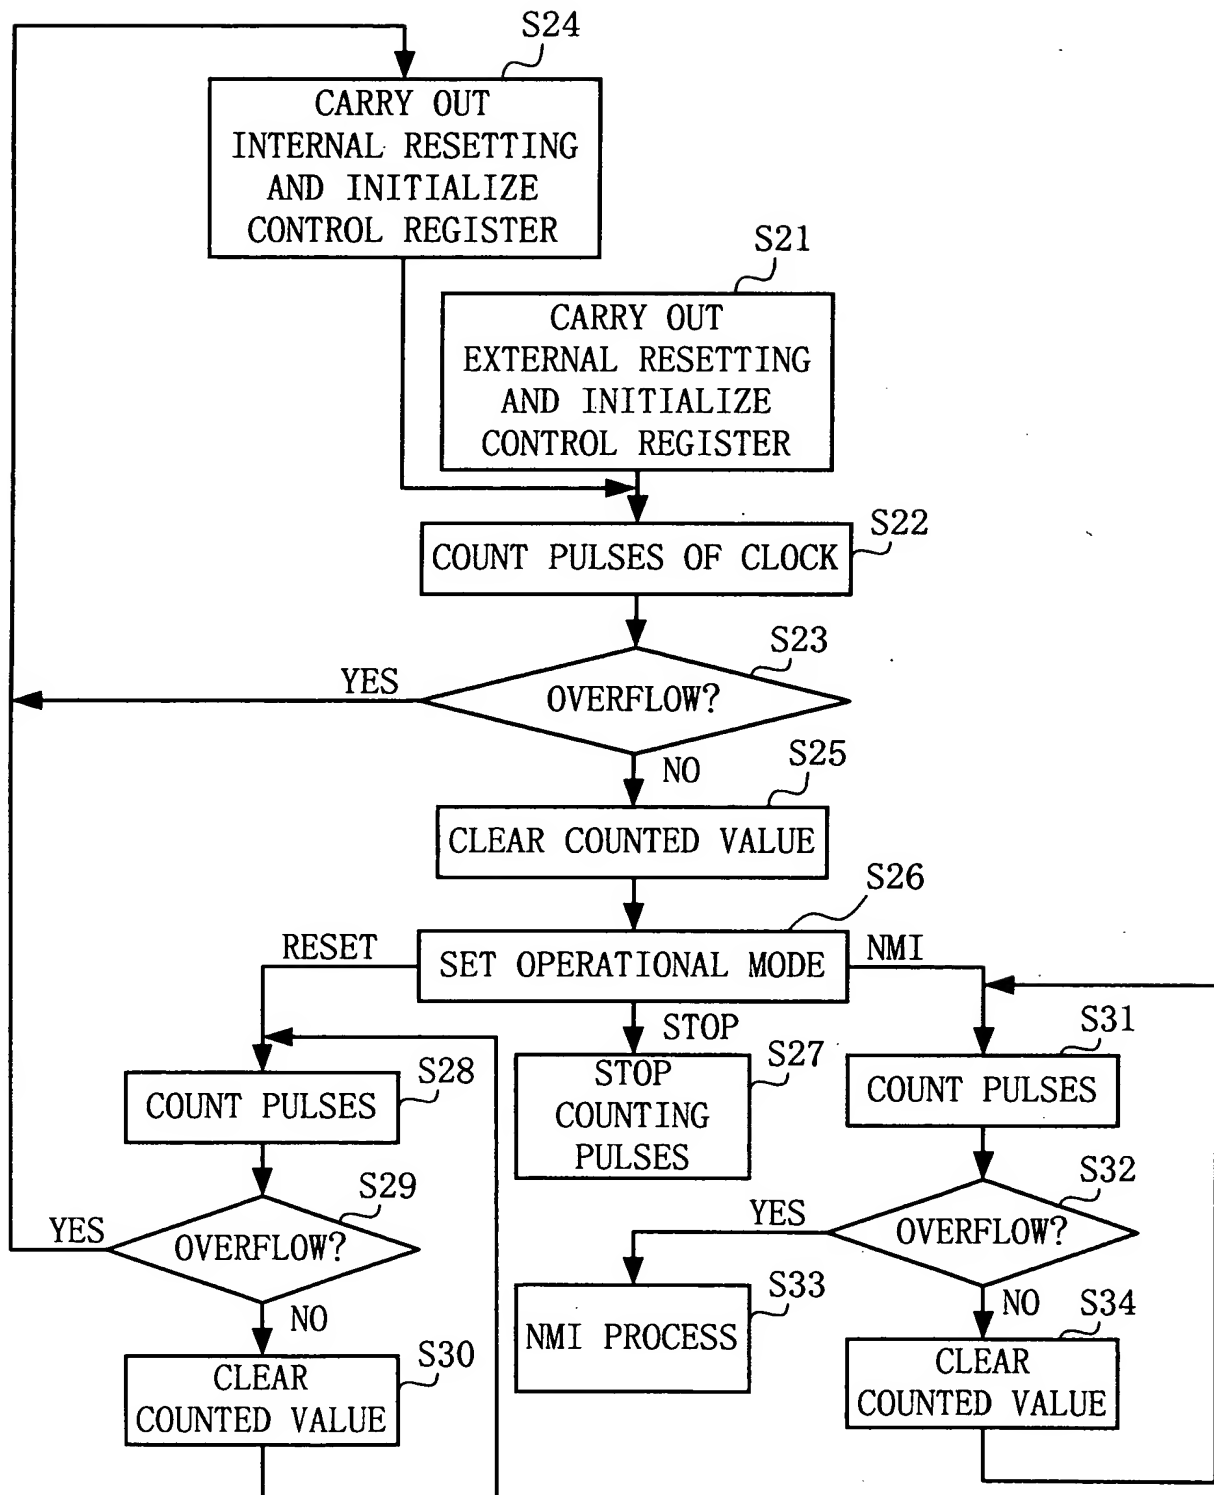 S24
CARRY OUT
INTERNAL RESETTING
AND INITIALIZE
CONTROL REGISTER
S21
CARRY OUT
EXTERNAL RESETTING
AND INITIALIZE
CONTROL REGISTER
S22
COUNT PULSES OF CLOCK
S23
YES
OVERFLOW?
NO
S25
CLEAR COUNTED VALUE
S26
RESET
SET OPERATIONAL MODE
NMI
STOP
S28
COUNT PULSES
S27
STOP
COUNTING
PULSES
S31
COUNT PULSES
S29
YES
OVERFLOW?
NO
S32
YES
OVERFLOW?
NO
S33
NMI PROCESS
S30
CLEAR
COUNTED VALUE
S34
CLEAR
COUNTED VALUE